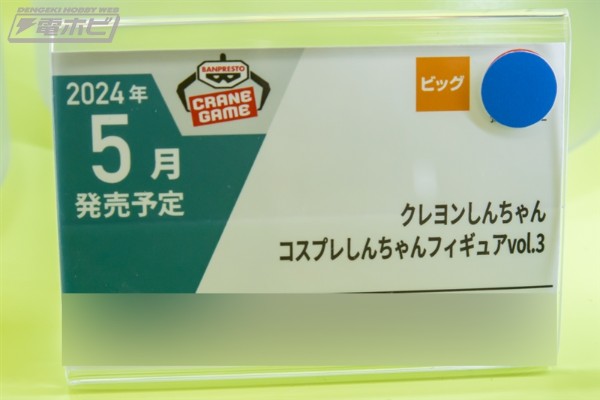 DENGEKI HOBBY WEB
電ホビ
2024年
5月
発売予定
BANPRESTO
CRANE
GAME
ビッグ
クレヨンしんちゃん
コスプレしんちゃんフィギュアvol.3